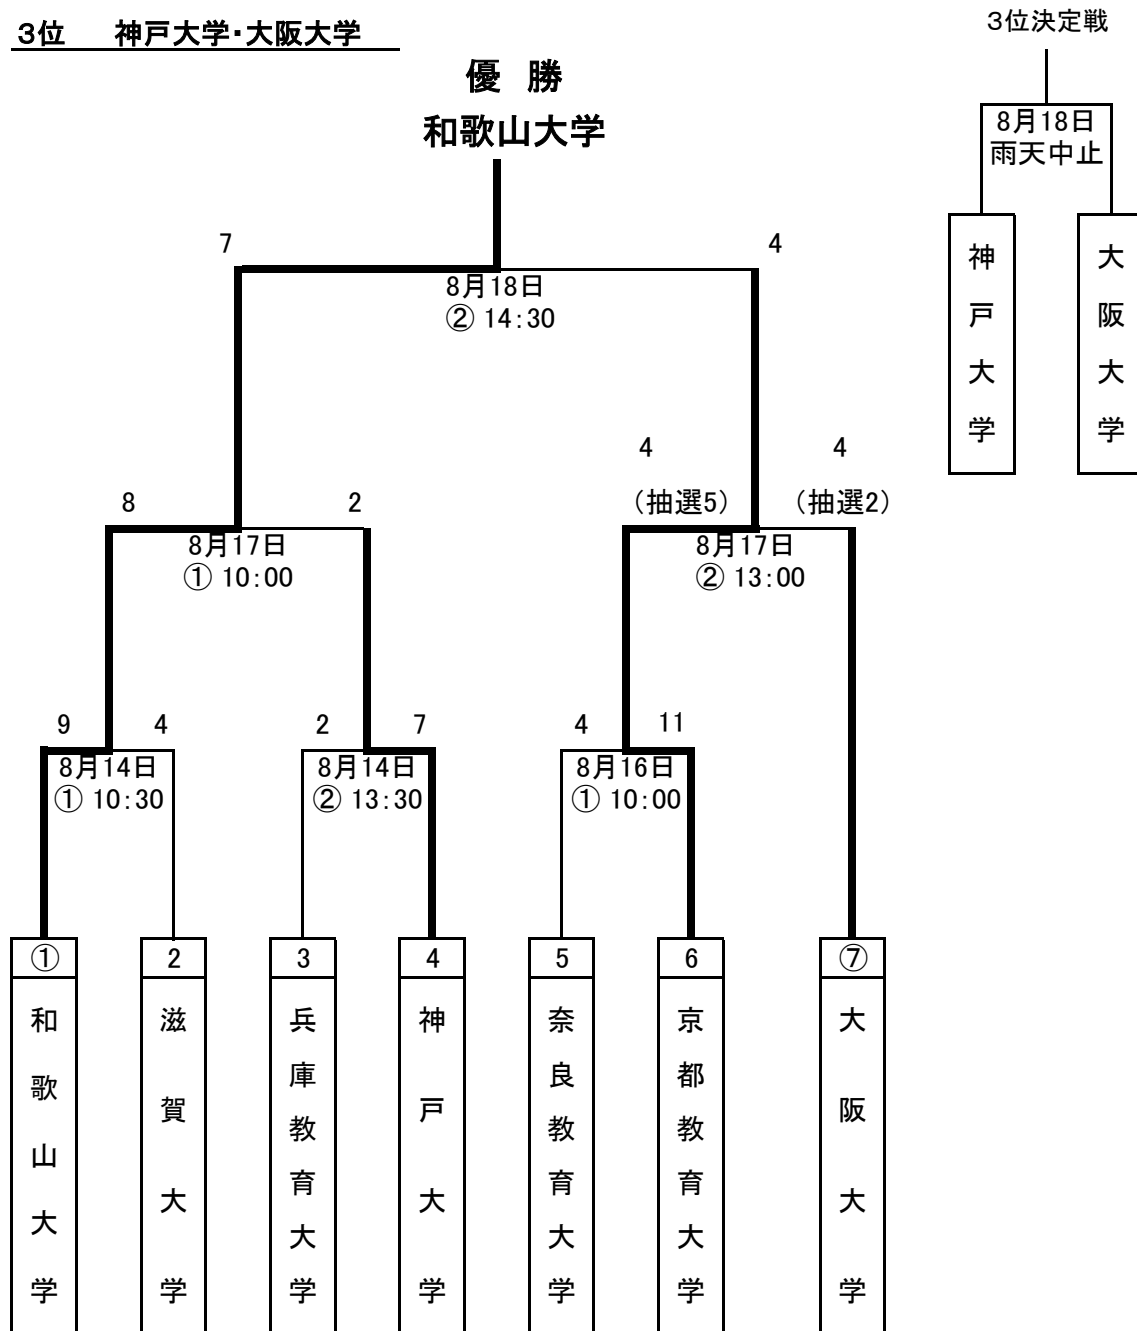 3位　神戸大学・大阪大学
3位決定戦
優 勝
和歌山大学
8月18日
雨天中止
神戸大学
大阪大学
7
4
8月18日
② 14:30
4
4
8
2
（抽選5）
（抽選2）
8月17日
① 10:00
8月17日
② 13:00
9
4
2
7
4
11
8月14日
① 10:30
8月14日
② 13:30
8月16日
① 10:00
①
2
3
4
5
6
⑦
和歌山大学
滋賀大学
兵庫教育大学
神戸大学
奈良教育大学
京都教育大学
大阪大学